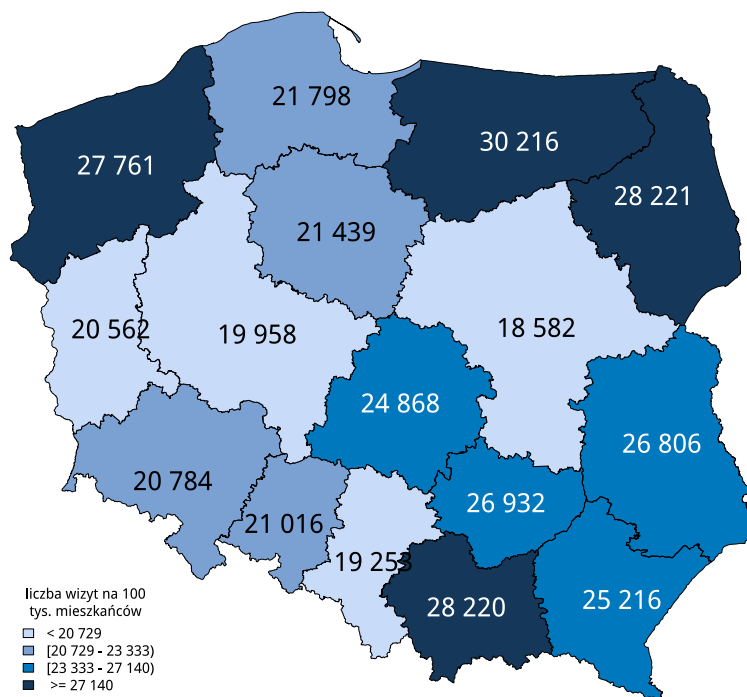 21 798
30 216
27 761
28 221
21 439
20 562
19 958
18 582
24 868
26 806
20 784
26 932
21 016
19 253
25 216
28 220
liczba wizyt na 100
tys. mieszkańców
< 20 729
[20 729 - 23 333)
[23 333 - 27 140)
>= 27 140